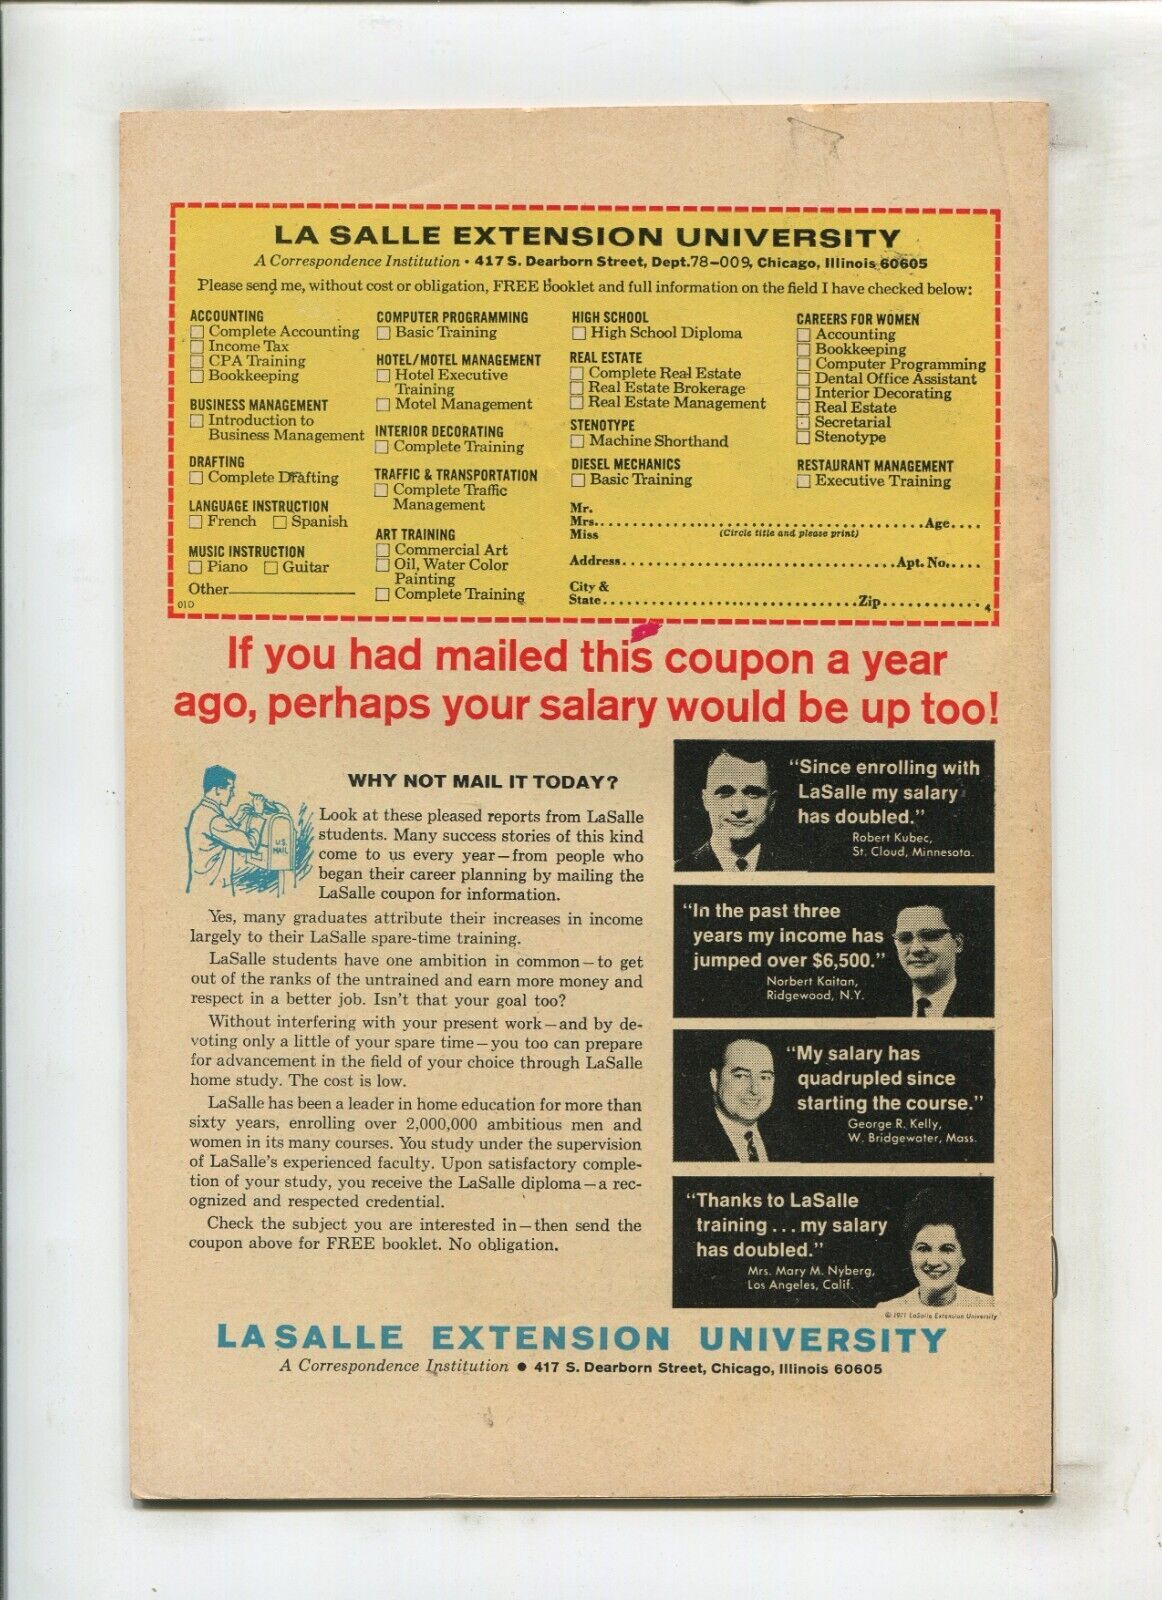 LA SALLE EXTENSION UNIVERSITY
A Correspondence Institution • 417 S. Dearborn Street, Dept.78-009, Chicago, Illinois 60605
Please send me, without cost or obligation, FREE booklet and full information on the field I have checked below:
ACCOUNTING
Complete Accounting
Income Tax
CPA Training
Bookkeeping
BUSINESS MANAGEMENT
Introduction to
Business Management
DRAFTING
Complete Drafting
LANGUAGE INSTRUCTION
French Spanish
MUSIC INSTRUCTION
Piano Guitar
Other
01D
COMPUTER PROGRAMMING
Basic Training
HOTEL/MOTEL MANAGEMENT
Hotel Executive
Training
Motel Management
INTERIOR DECORATING
Complete Training
TRAFFIC & TRANSPORTATION
Complete Traffic
Management
ART TRAINING
Commercial Art
Oil, Water Color
Painting
Complete Training
HIGH SCHOOL
High School Diploma
REAL ESTATE
Complete Real Estate
Real Estate Brokerage
Real Estate Management
STENOTYPE
Machine Shorthand
DIESEL MECHANICS
Basic Training
CAREERS FOR WOMEN
Accounting
Bookkeeping
Computer Programming
Dental Office Assistant
Interior Decorating
Real Estate
Secretarial
Stenotype
RESTAURANT MANAGEMENT
Executive Training
Mr.
Mrs. Age
Miss (Circle title and please print)
Address Apt. No.
City &
State Zip
4
If you had mailed this coupon a year
ago, perhaps your salary would be up too!
U.S. MAIL
WHY NOT MAIL IT TODAY?
Look at these pleased reports from LaSalle
students. Many success stories of this kind
come to us every year—from people who
began their career planning by mailing the
LaSalle coupon for information.
Yes, many graduates attribute their increases in income
largely to their LaSalle spare-time training.
LaSalle students have one ambition in common—to get
out of the ranks of the untrained and earn more money and
respect in a better job. Isn't that your goal too?
Without interfering with your present work—and by de-
voting only a little of your spare time—you too can prepare
for advancement in the field of your choice through LaSalle
home study. The cost is low.
LaSalle has been a leader in home education for more than
sixty years, enrolling over 2,000,000 ambitious men and
women in its many courses. You study under the supervision
of LaSalle's experienced faculty. Upon satisfactory comple-
tion of your study, you receive the LaSalle diploma—a rec-
ognized and respected credential.
Check the subject you are interested in—then send the
coupon above for FREE booklet. No obligation.
"Since enrolling with
LaSalle my salary
has doubled."
Robert Kubec,
St. Cloud, Minnesota.
"In the past three
years my income has
jumped over $6,500."
Norbert Kaitan,
Ridgewood, N.Y.
"My salary has
quadrupled since
starting the course."
George R. Kelly,
W. Bridgewater, Mass.
"Thanks to LaSalle
training...my salary
has doubled."
Mrs. Mary M. Nyberg,
Los Angeles, Calif.
© 1971 LaSalle Extension University
LA SALLE EXTENSION UNIVERSITY
A Correspondence Institution • 417 S. Dearborn Street, Chicago, Illinois 60605